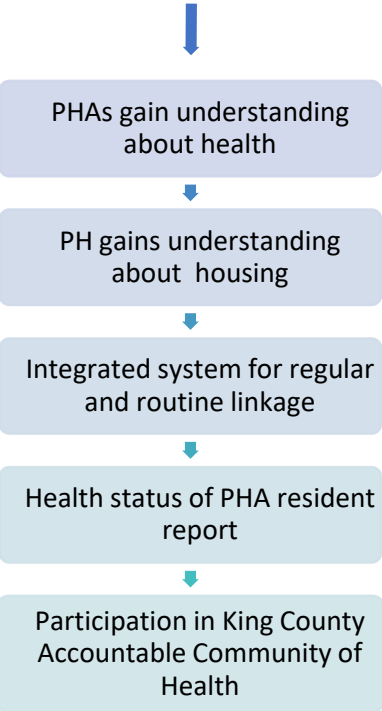 PHAs gain understanding
about health
PH gains understanding
about  housing
Integrated system for regular
and routine linkage
Health status of PHA resident
report
Participation in King County
Accountable Community of
Health